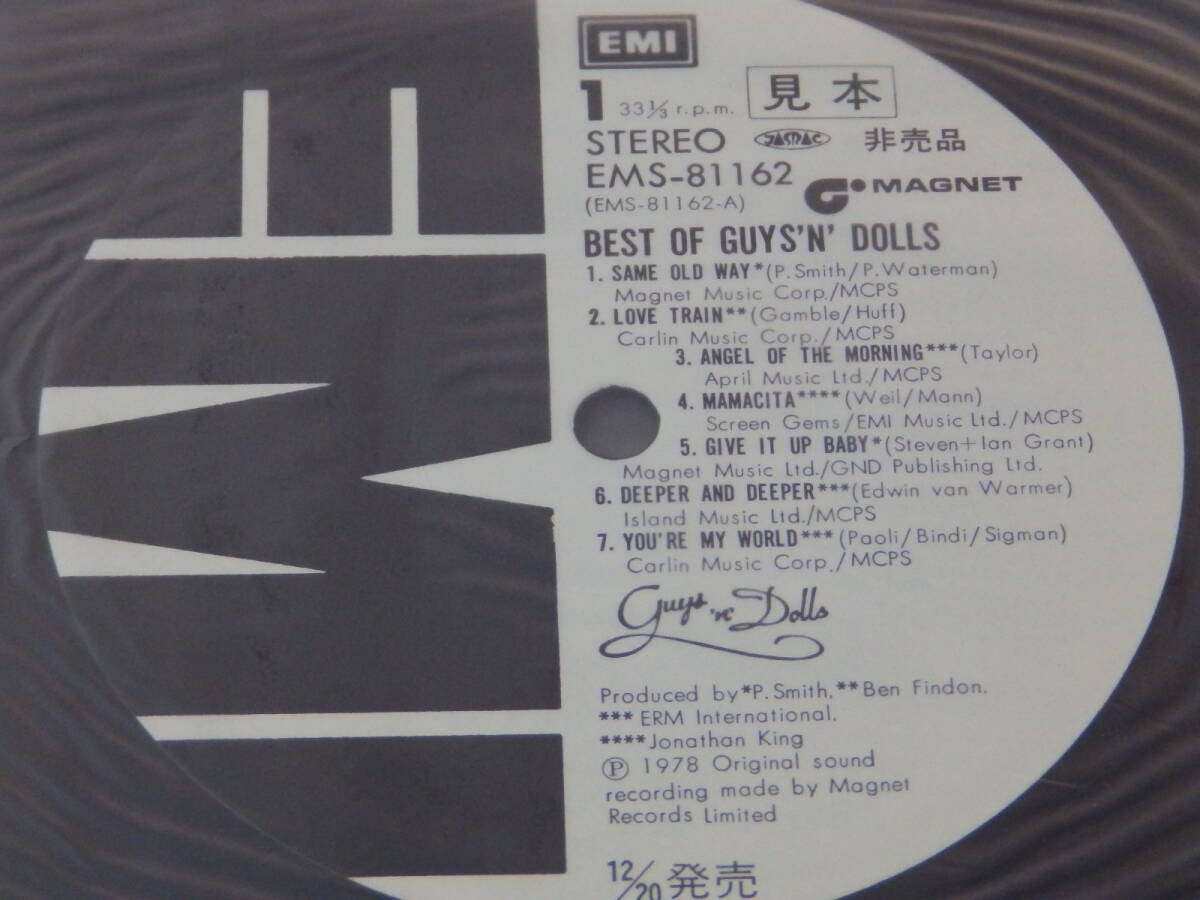 EMI
1 33 1/3 r.p.m. 見本
STEREO JASRAC 非売品
EMS-81162 MAGNET
(EMS-81162-A)
BEST OF GUYS'N' DOLLS
1. SAME OLD WAY*(P.Smith/P.Waterman)
Magnet Music Corp./MCPS
2. LOVE TRAIN**(Gamble/Huff)
Carlin Music Corp./MCPS
3. ANGEL OF THE MORNING***(Taylor)
April Music Ltd./MCPS
4. MAMACITA****(Weil/Mann)
Screen Gems/EMI Music Ltd./MCPS
5. GIVE IT UP BABY*(Steven+Ian Grant)
Magnet Music Ltd./GND Publishing Ltd.
6. DEEPER AND DEEPER***(Edwin van Warmer)
Island Music Ltd./MCPS
7. YOU'RE MY WORLD***(Paoli/Bindi/Sigman)
Carlin Music Corp./MCPS
Guys 'n' Dolls
Produced by*P.Smith.**Ben Findon.
***ERM International.
****Jonathan King
Ⓟ 1978 Original sound
recording made by Magnet
Records Limited
12/20 発売